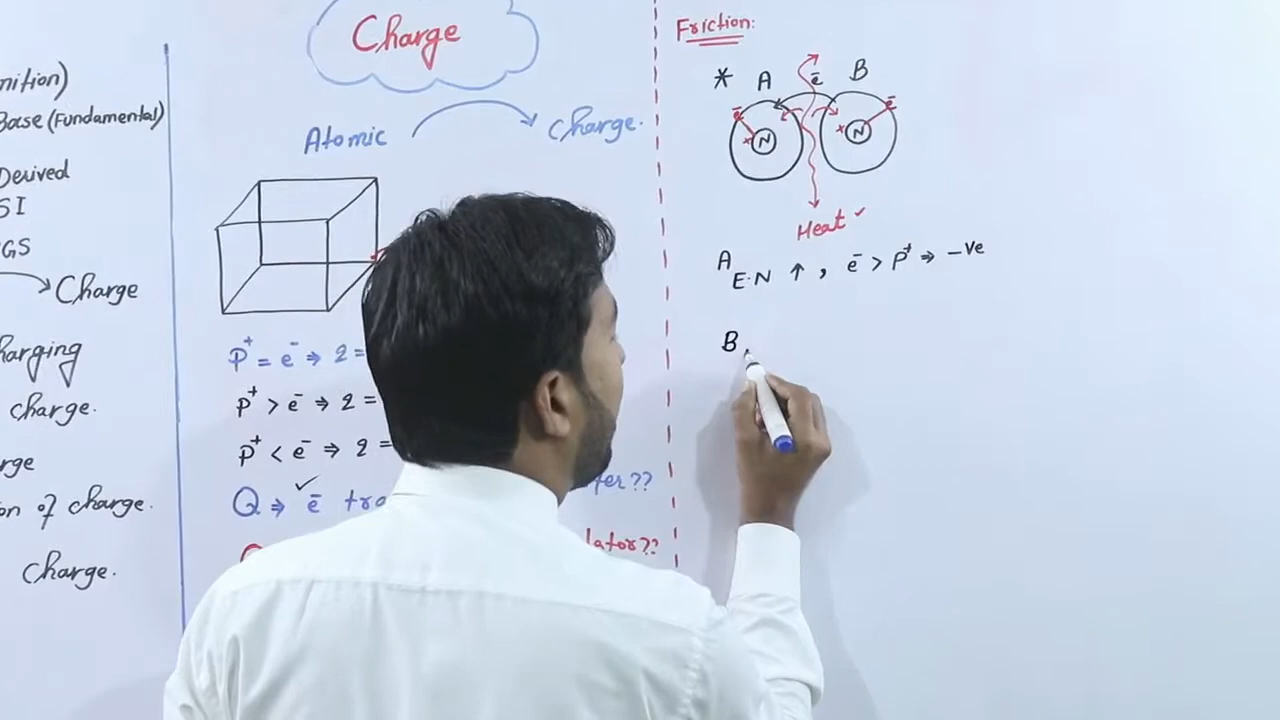 nition)
Base (Fundamental)
Derived
SI
GS
Charge
harging
charge.
rge
on of charge.
charge.
Charge
Atomic Charge.
P⁺ = e⁻ ⇒ 2 =
P⁺ > e⁻ ⇒ 2 =
P⁺ < e⁻ ⇒ 2 =
Q ⇒ e⁻ tra fer??
lator??
Friction:
* A e⁻ B
e⁻ e⁻
+ N + N
Heat ✓
A E.N ↑ , e⁻ > P⁺ ⇒ -ve
B